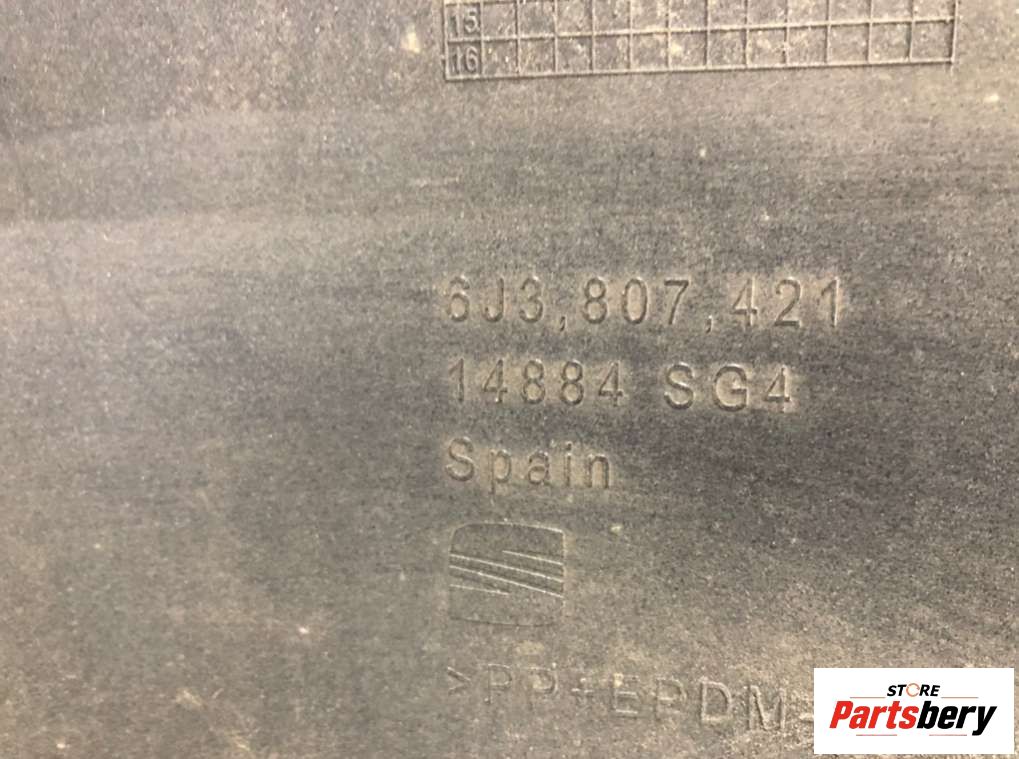 15
16
6J3,807,421
14884 SG4
Spain
>PP+EPDM-
STORE
Partsbery